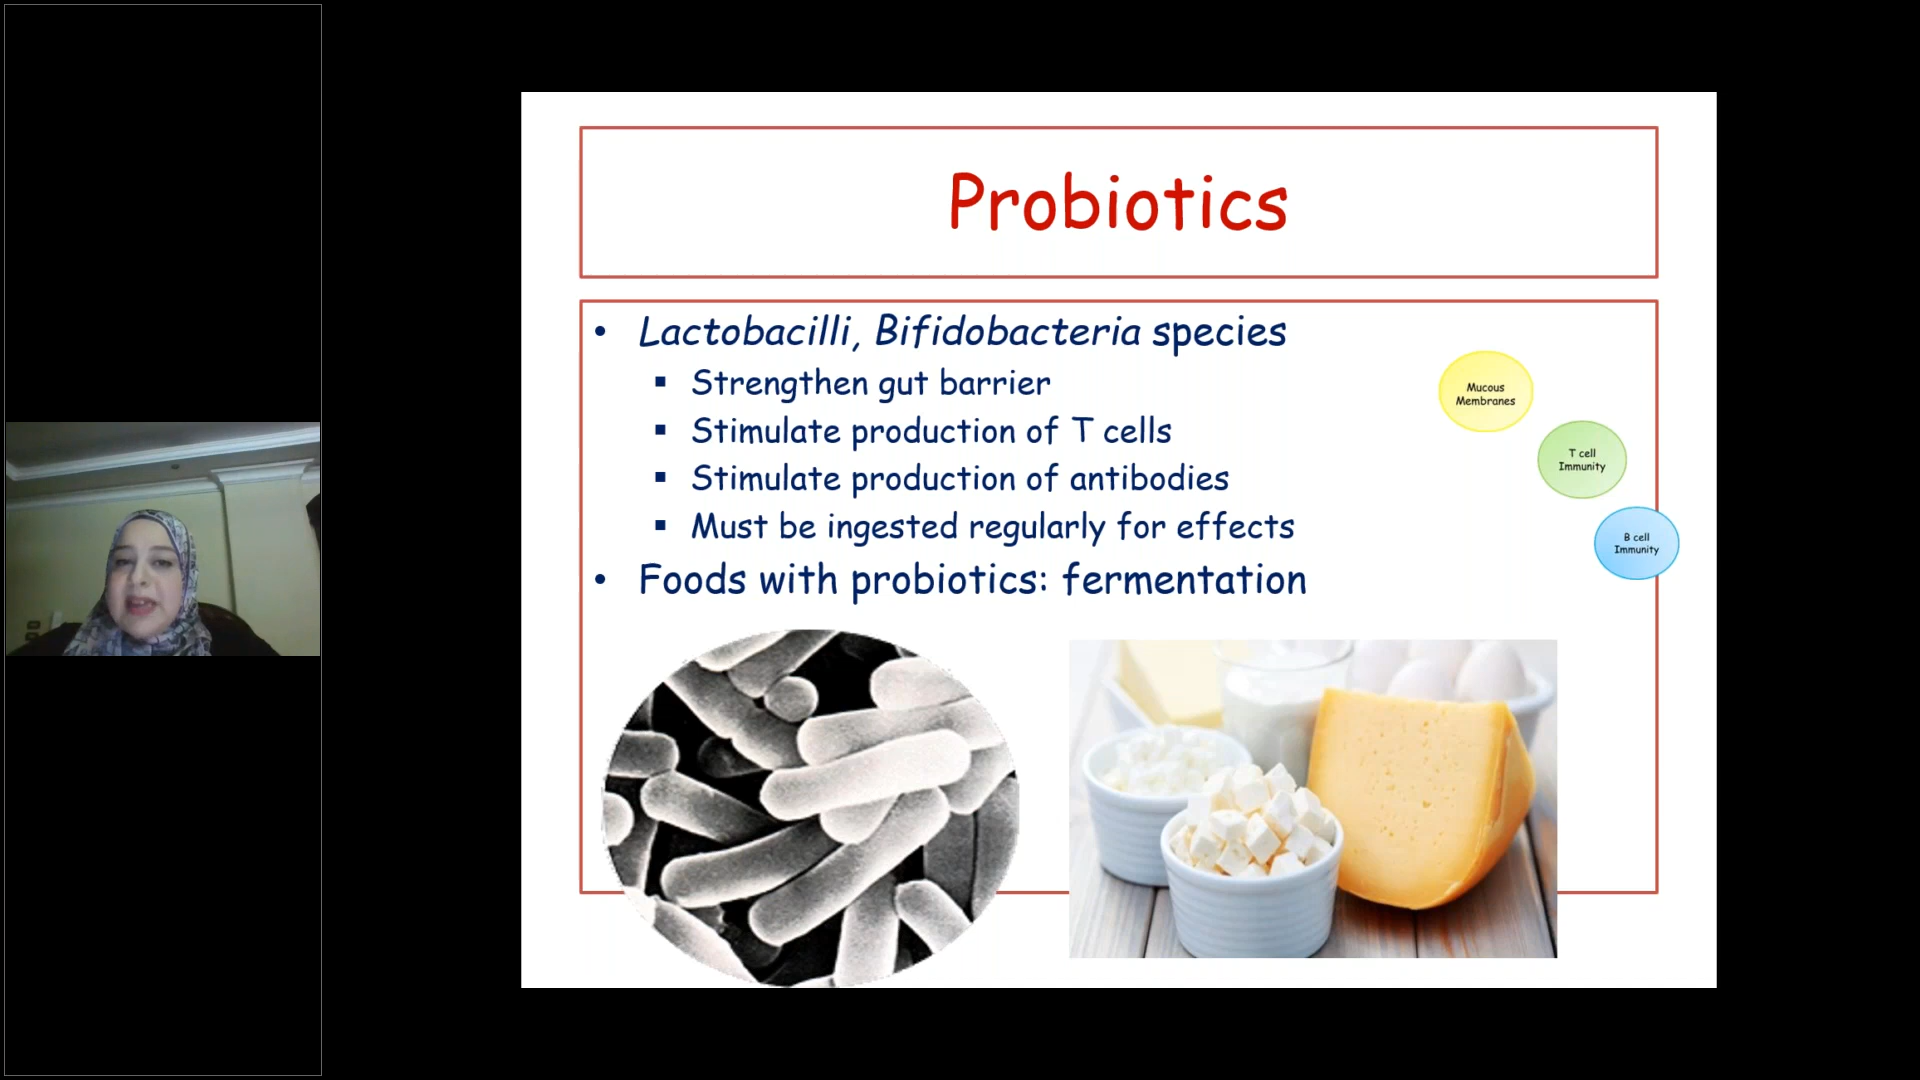 Probiotics
• Lactobacilli, Bifidobacteria species
▪ Strengthen gut barrier
▪ Stimulate production of T cells
▪ Stimulate production of antibodies
▪ Must be ingested regularly for effects
• Foods with probiotics: fermentation
Mucous
Membranes
T cell
Immunity
B cell
Immunity